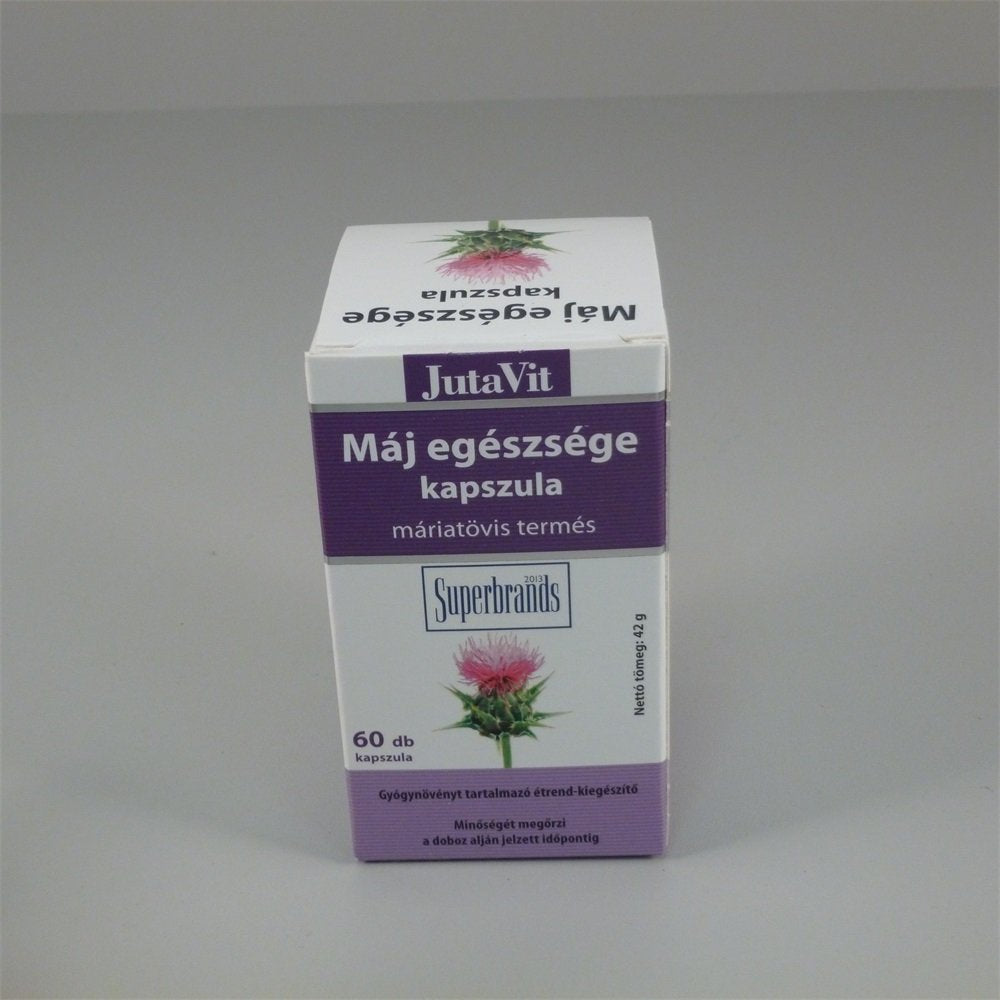 Máj egészsége
kapszula
JutaVit
Máj egészsége
kapszula
máriatövis termés
2013
Superbrands
Nettó tömeg: 42 g
60 db
kapszula
Gyógynövényt tartalmazó étrend-kiegészítő
Minőségét megőrzi
a doboz alján jelzett időpontig